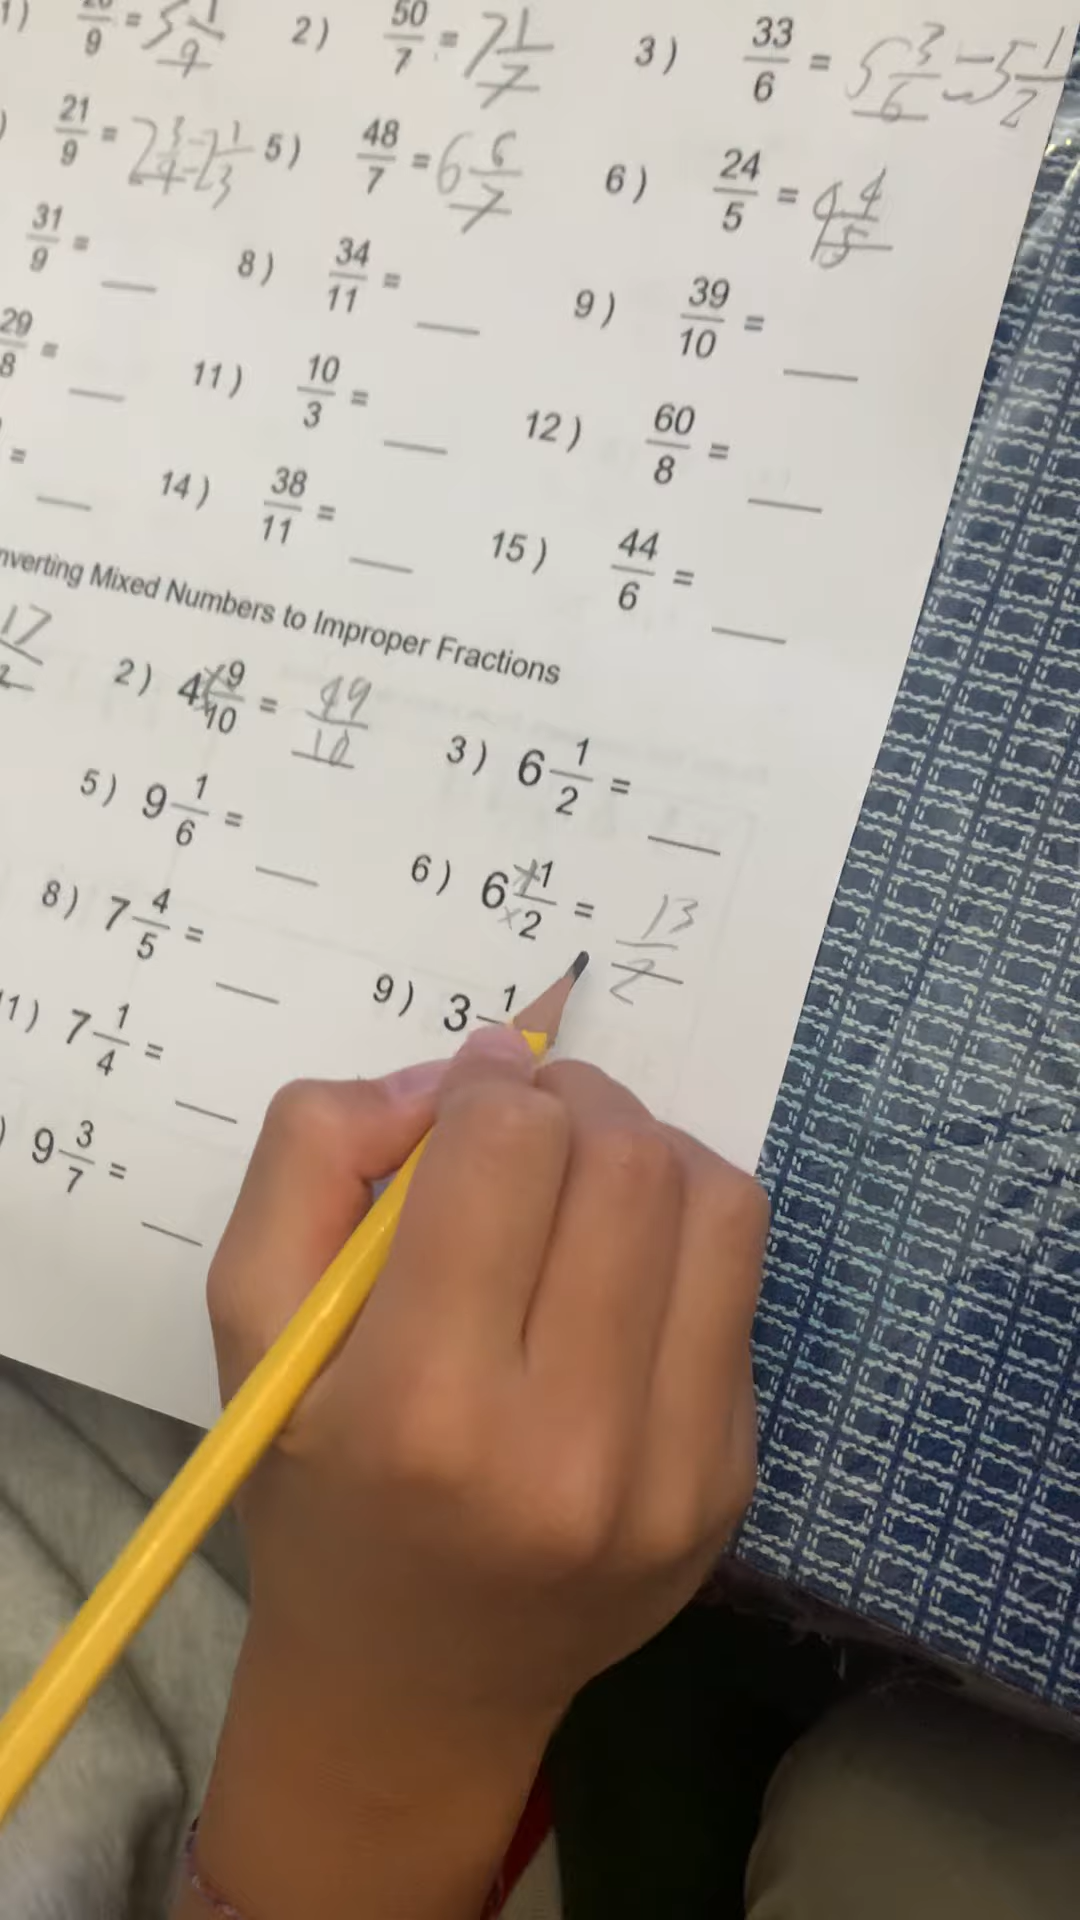 1) /9 = 3 1/9 2) 50/7 = 7 1/7 3) 33/6 = 5 3/6 = 5 1/2
) 21/9 = 2 5) 48/7 = 6 6/7 6) 24/5 = 4 4/5
31/9 = 8) 34/11 = 9) 39/10 =
29/8 = 11) 10/3 = 12) 60/8 =
= 14) 38/11 = 15) 44/6 =
nverting Mixed Numbers to Improper Fractions
17/2 2) 4 9/10 = 49/10 3) 6 1/2 =
5) 9 1/6 = 6) 6 1/2 = 13/2
8) 7 4/5 = 9) 3 1
11) 7 1/4 =
) 9 3/7 =